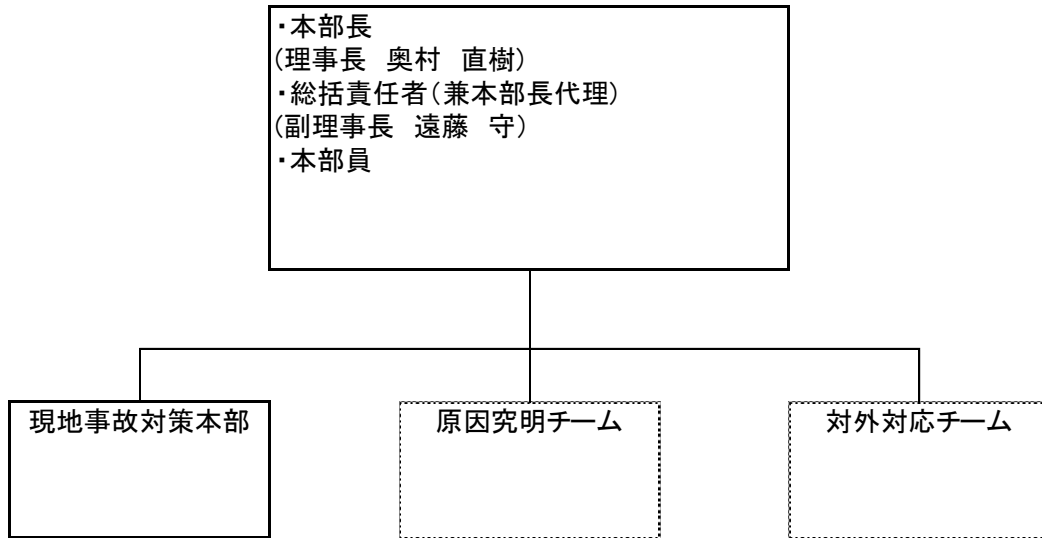 ・本部長
(理事長　奥村　直樹)
・総括責任者(兼本部長代理)
(副理事長　遠藤　守)
・本部員
現地事故対策本部
原因究明チーム
対外対応チーム